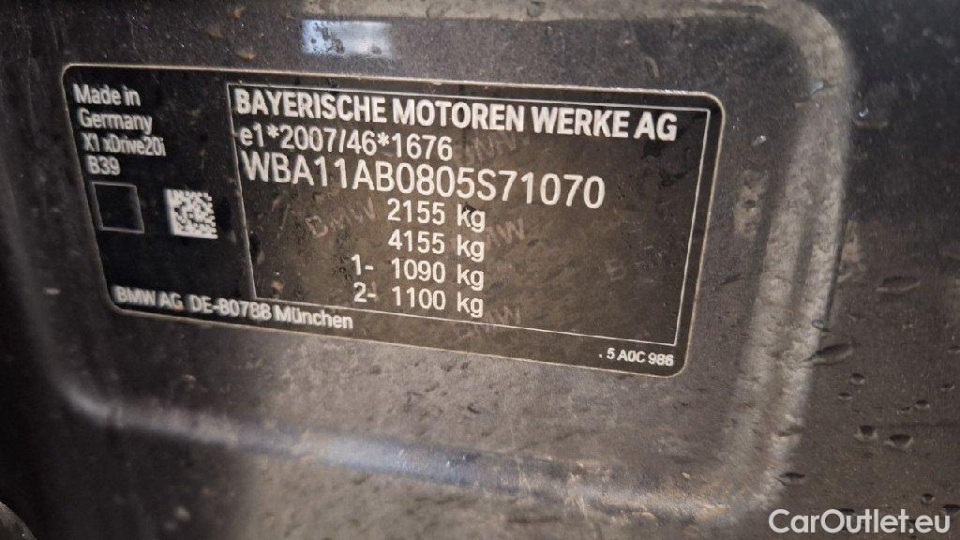 Made in
Germany
X1 xDrive20i
B39
BAYERISCHE MOTOREN WERKE AG
e1*2007/46*1676
WBA11AB0805S71070
2155 kg
4155 kg
1- 1090 kg
2- 1100 kg
BMW AG DE-80788 München
. 5 A0C 986
CarOutlet.eu